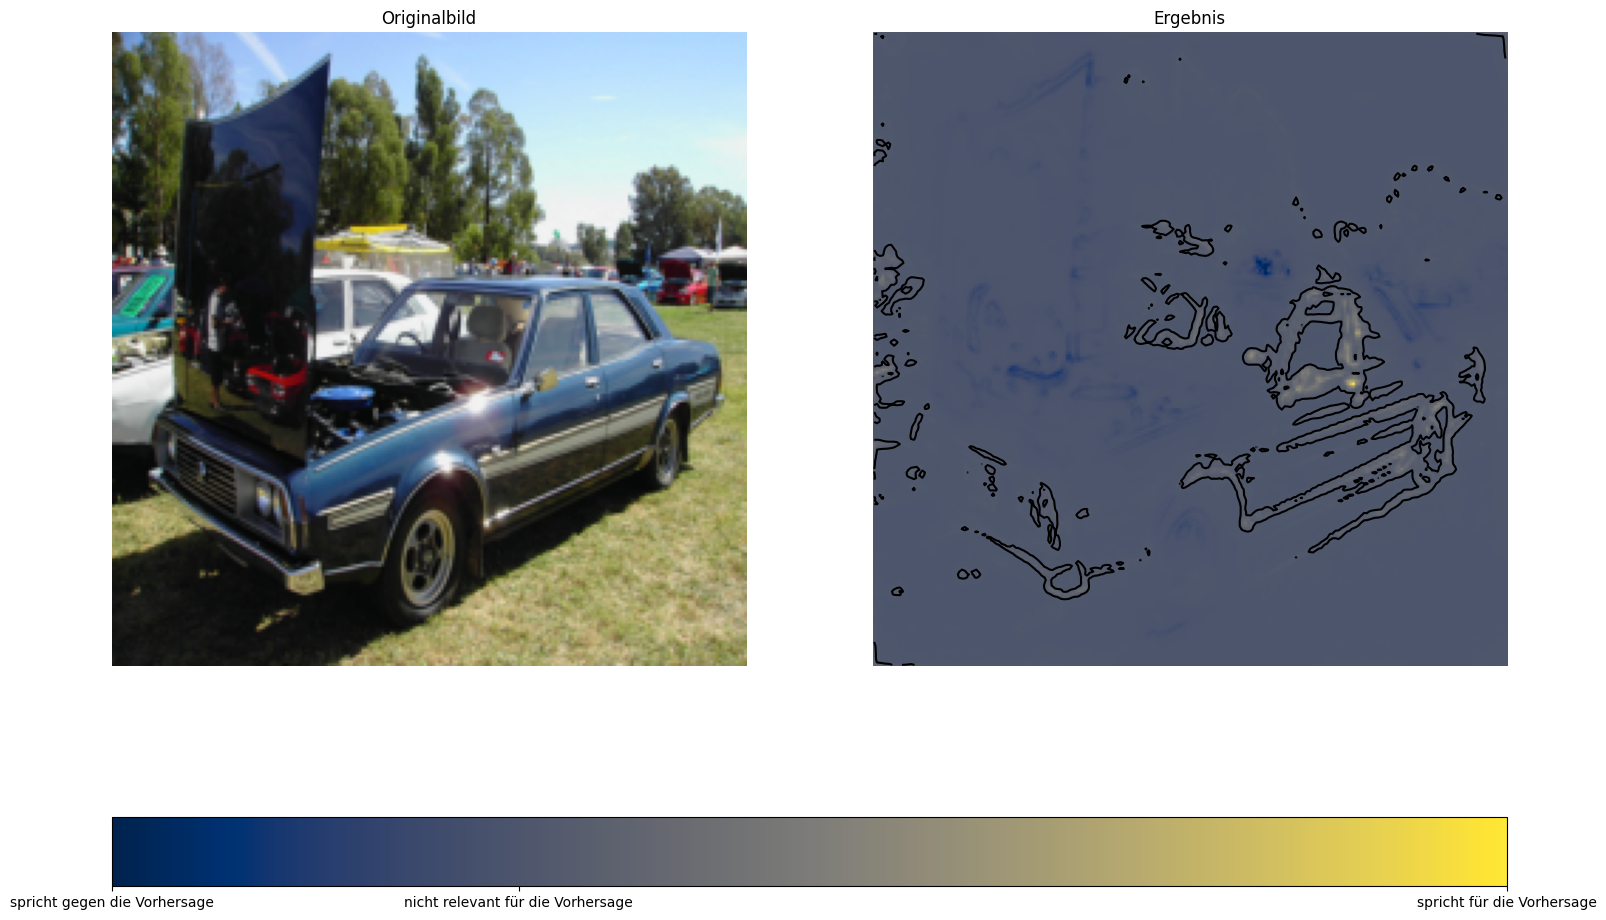 Originalbild
Ergebnis
spricht gegen die Vorhersage
nicht relevant für die Vorhersage
spricht für die Vorhersage